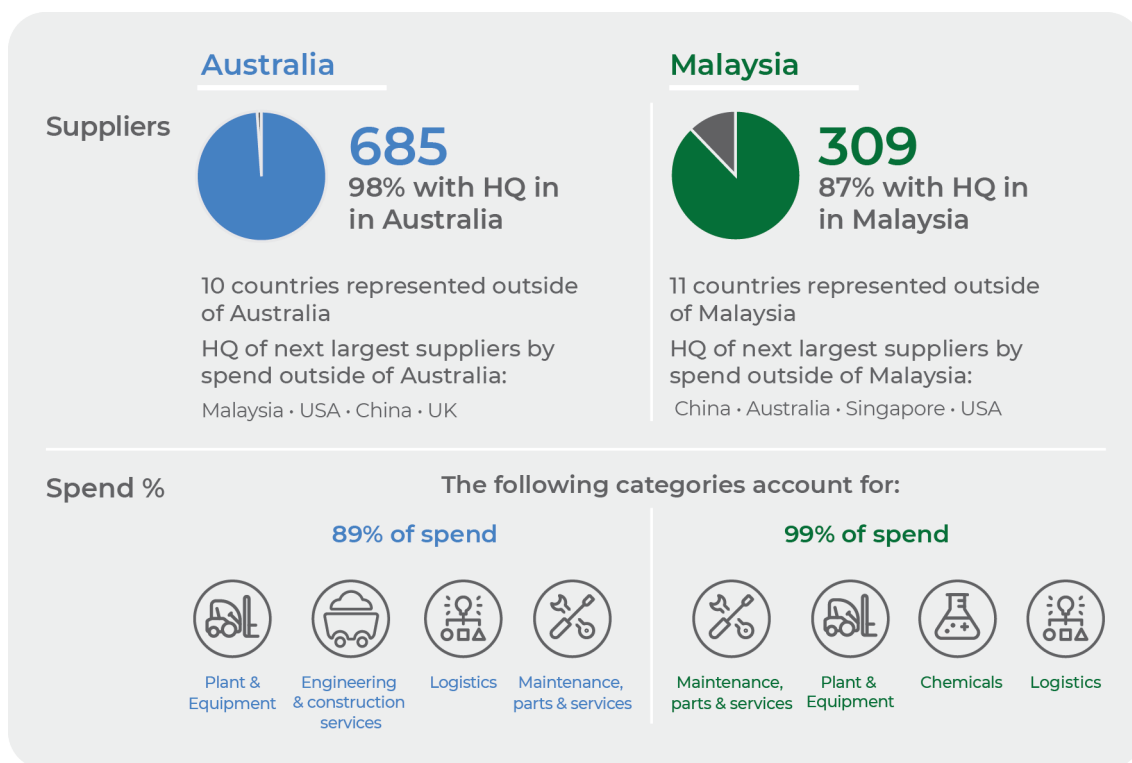 Australia
Malaysia
Suppliers
685
98% with HQ in
in Australia
309
87% with HQ in
in Malaysia
10 countries represented outside
of Australia
HQ of next largest suppliers by
spend outside of Australia:
Malaysia • USA • China • UK
11 countries represented outside
of Malaysia
HQ of next largest suppliers by
spend outside of Malaysia:
China • Australia • Singapore • USA
Spend %
The following categories account for:
89% of spend
99% of spend
Plant &
Equipment
Engineering
& construction
services
Logistics
Maintenance,
parts & services
Maintenance,
parts & services
Plant &
Equipment
Chemicals
Logistics